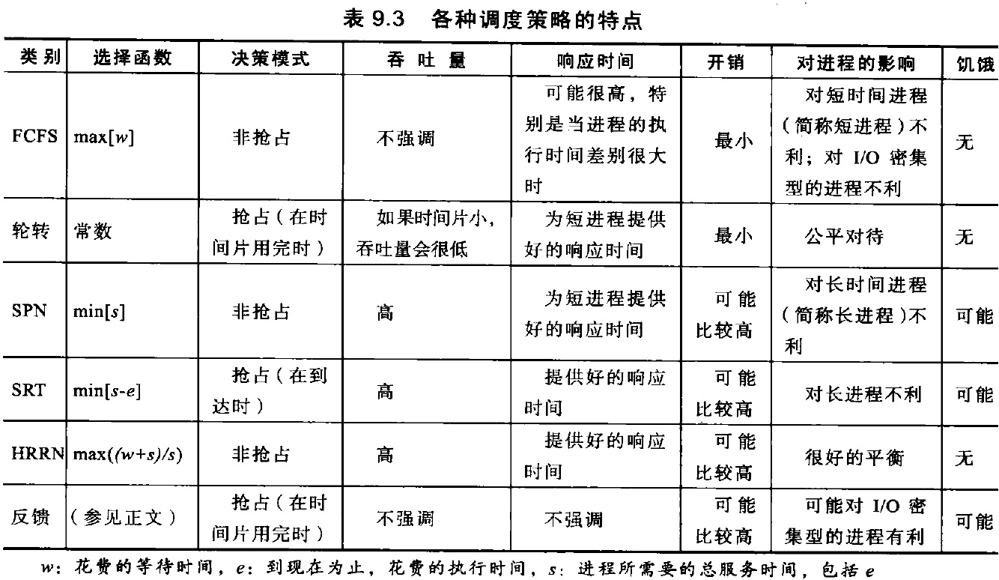 表 9.3 各种调度策略的特点
类别 选择函数 决策模式 吞吐量 响应时间 开销 对进程的影响 饥饿
FCFS max[w] 非抢占 不强调 可能很高，特别是当进程的执行时间差别很大时 最小 对短时间进程（简称短进程）不利；对 I/O 密集型的进程不利 无
轮转 常数 抢占（在时间片用完时） 如果时间片小，吞吐量会很低 为短进程提供好的响应时间 最小 公平对待 无
SPN min[s] 非抢占 高 为短进程提供好的响应时间 可能比较高 对长时间进程（简称长进程）不利 可能
SRT min[s-e] 抢占（在到达时） 高 提供好的响应时间 可能比较高 对长进程不利 可能
HRRN max((w+s)/s) 非抢占 高 提供好的响应时间 可能比较高 很好的平衡 无
反馈 （参见正文） 抢占（在时间片用完时） 不强调 不强调 可能比较高 可能对 I/O 密集型的进程有利 可能
w：花费的等待时间，e：到现在为止，花费的执行时间，s：进程所需要的总服务时间，包括 e